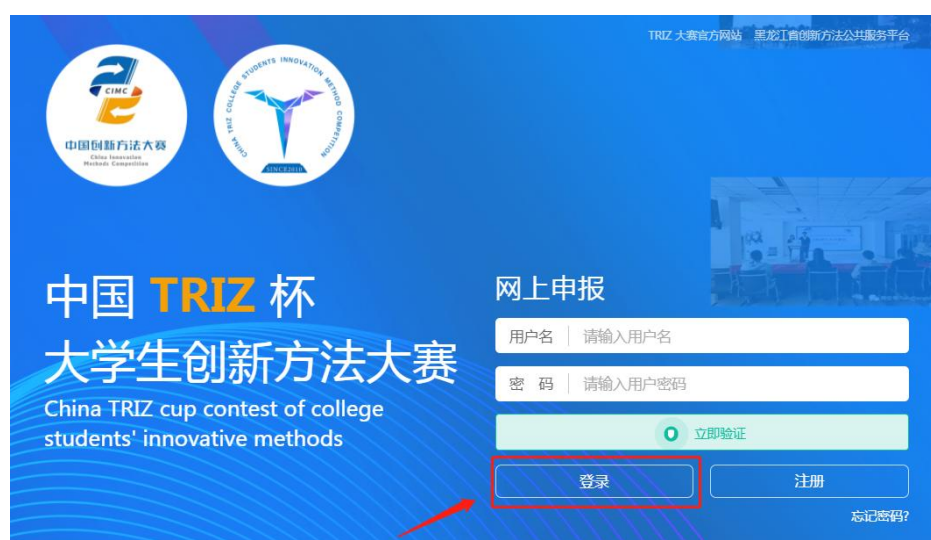 TRIZ 大赛官方网站 黑龙江省创新方法公共服务平台
CIMC
中国创新方法大赛
China Innovation
Methods Competition
CHINA TRIZ COLLEGE STUDENTS INNOVATION METHOD COMPETITION
SINCE2010
中国 TRIZ 杯
大学生创新方法大赛
China TRIZ cup contest of college
students' innovative methods
网上申报
用户名 请输入用户名
密 码 请输入用户密码
立即验证
登录 注册
忘记密码?